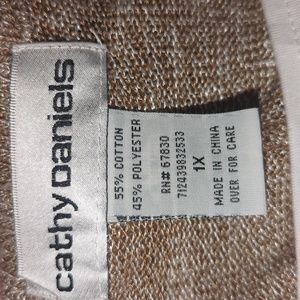 cathy Daniels
55% COTTON
45% POLYESTER
RN# 67830
712439832533
1X
MADE IN CHINA
OVER FOR CARE